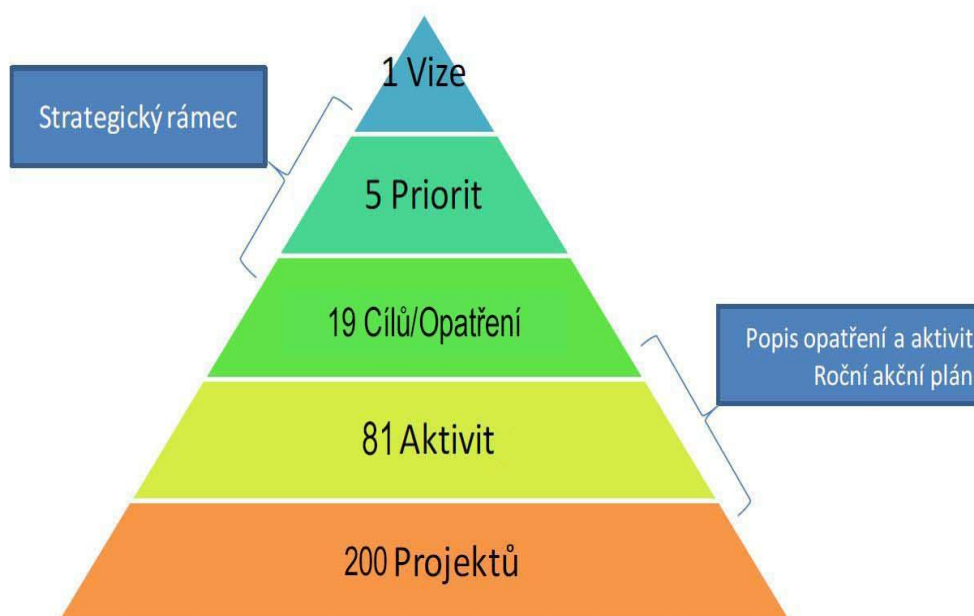 1 Vize
Strategický rámec
5 Priorit
19 Cílů/Opatření
Popis opatření a aktivit
Roční akční plán
81 Aktivit
200 Projektů